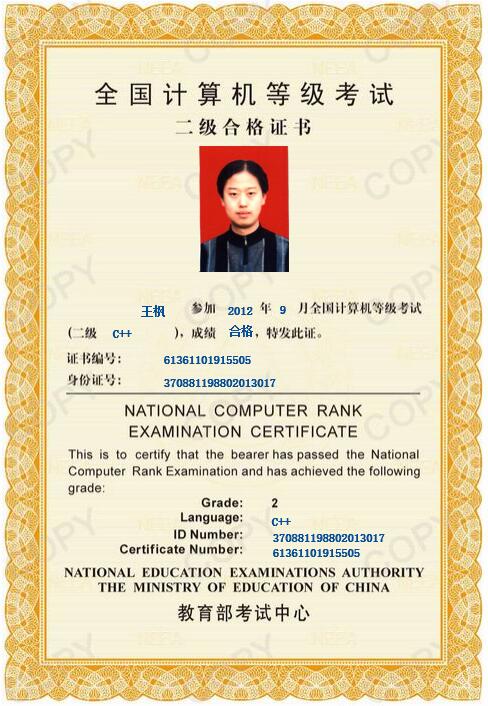 全国计算机等级考试
二级合格证书
王枫 参加 2012 年 9 月全国计算机等级考试
(二级 C++ ), 成绩 合格, 特发此证。
证书编号: 61361101915505
身份证号: 370881198802013017
NATIONAL COMPUTER RANK
EXAMINATION CERTIFICATE
This is to certify that the bearer has passed the National
Computer Rank Examination and has achieved the following
grade:
Grade: 2
Language: C++
ID Number: 370881198802013017
Certificate Number: 61361101915505
NATIONAL EDUCATION EXAMINATIONS AUTHORITY
THE MINISTRY OF EDUCATION OF CHINA
教育部考试中心
COPY
NEEA